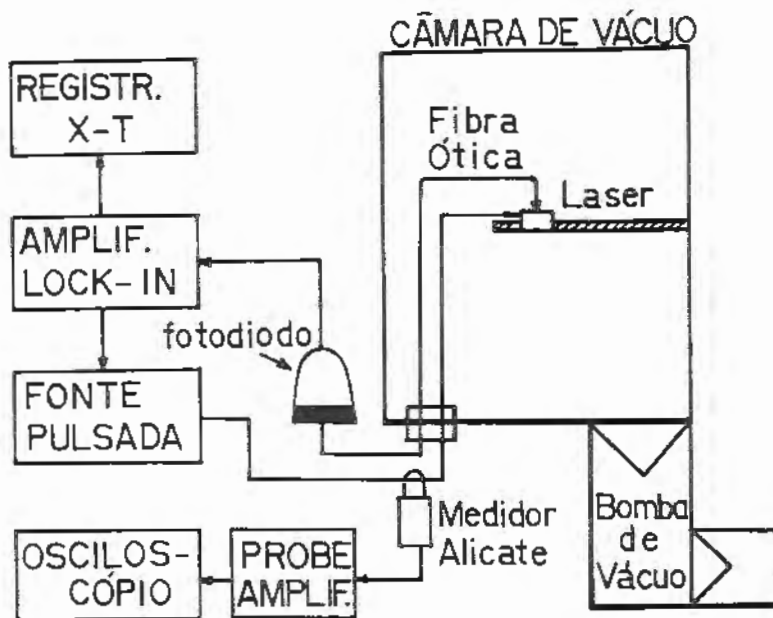 CÂMARA DE VÁCUO
REGISTR.
X-T
Fibra
Ótica
Laser
AMPLIF.
LOCK-IN
fotodiodo
FONTE
PULSADA
Medidor
Alicate
Bomba
de
Vácuo
OSCILOS-
CÓPIO
PROBE
AMPLIF.